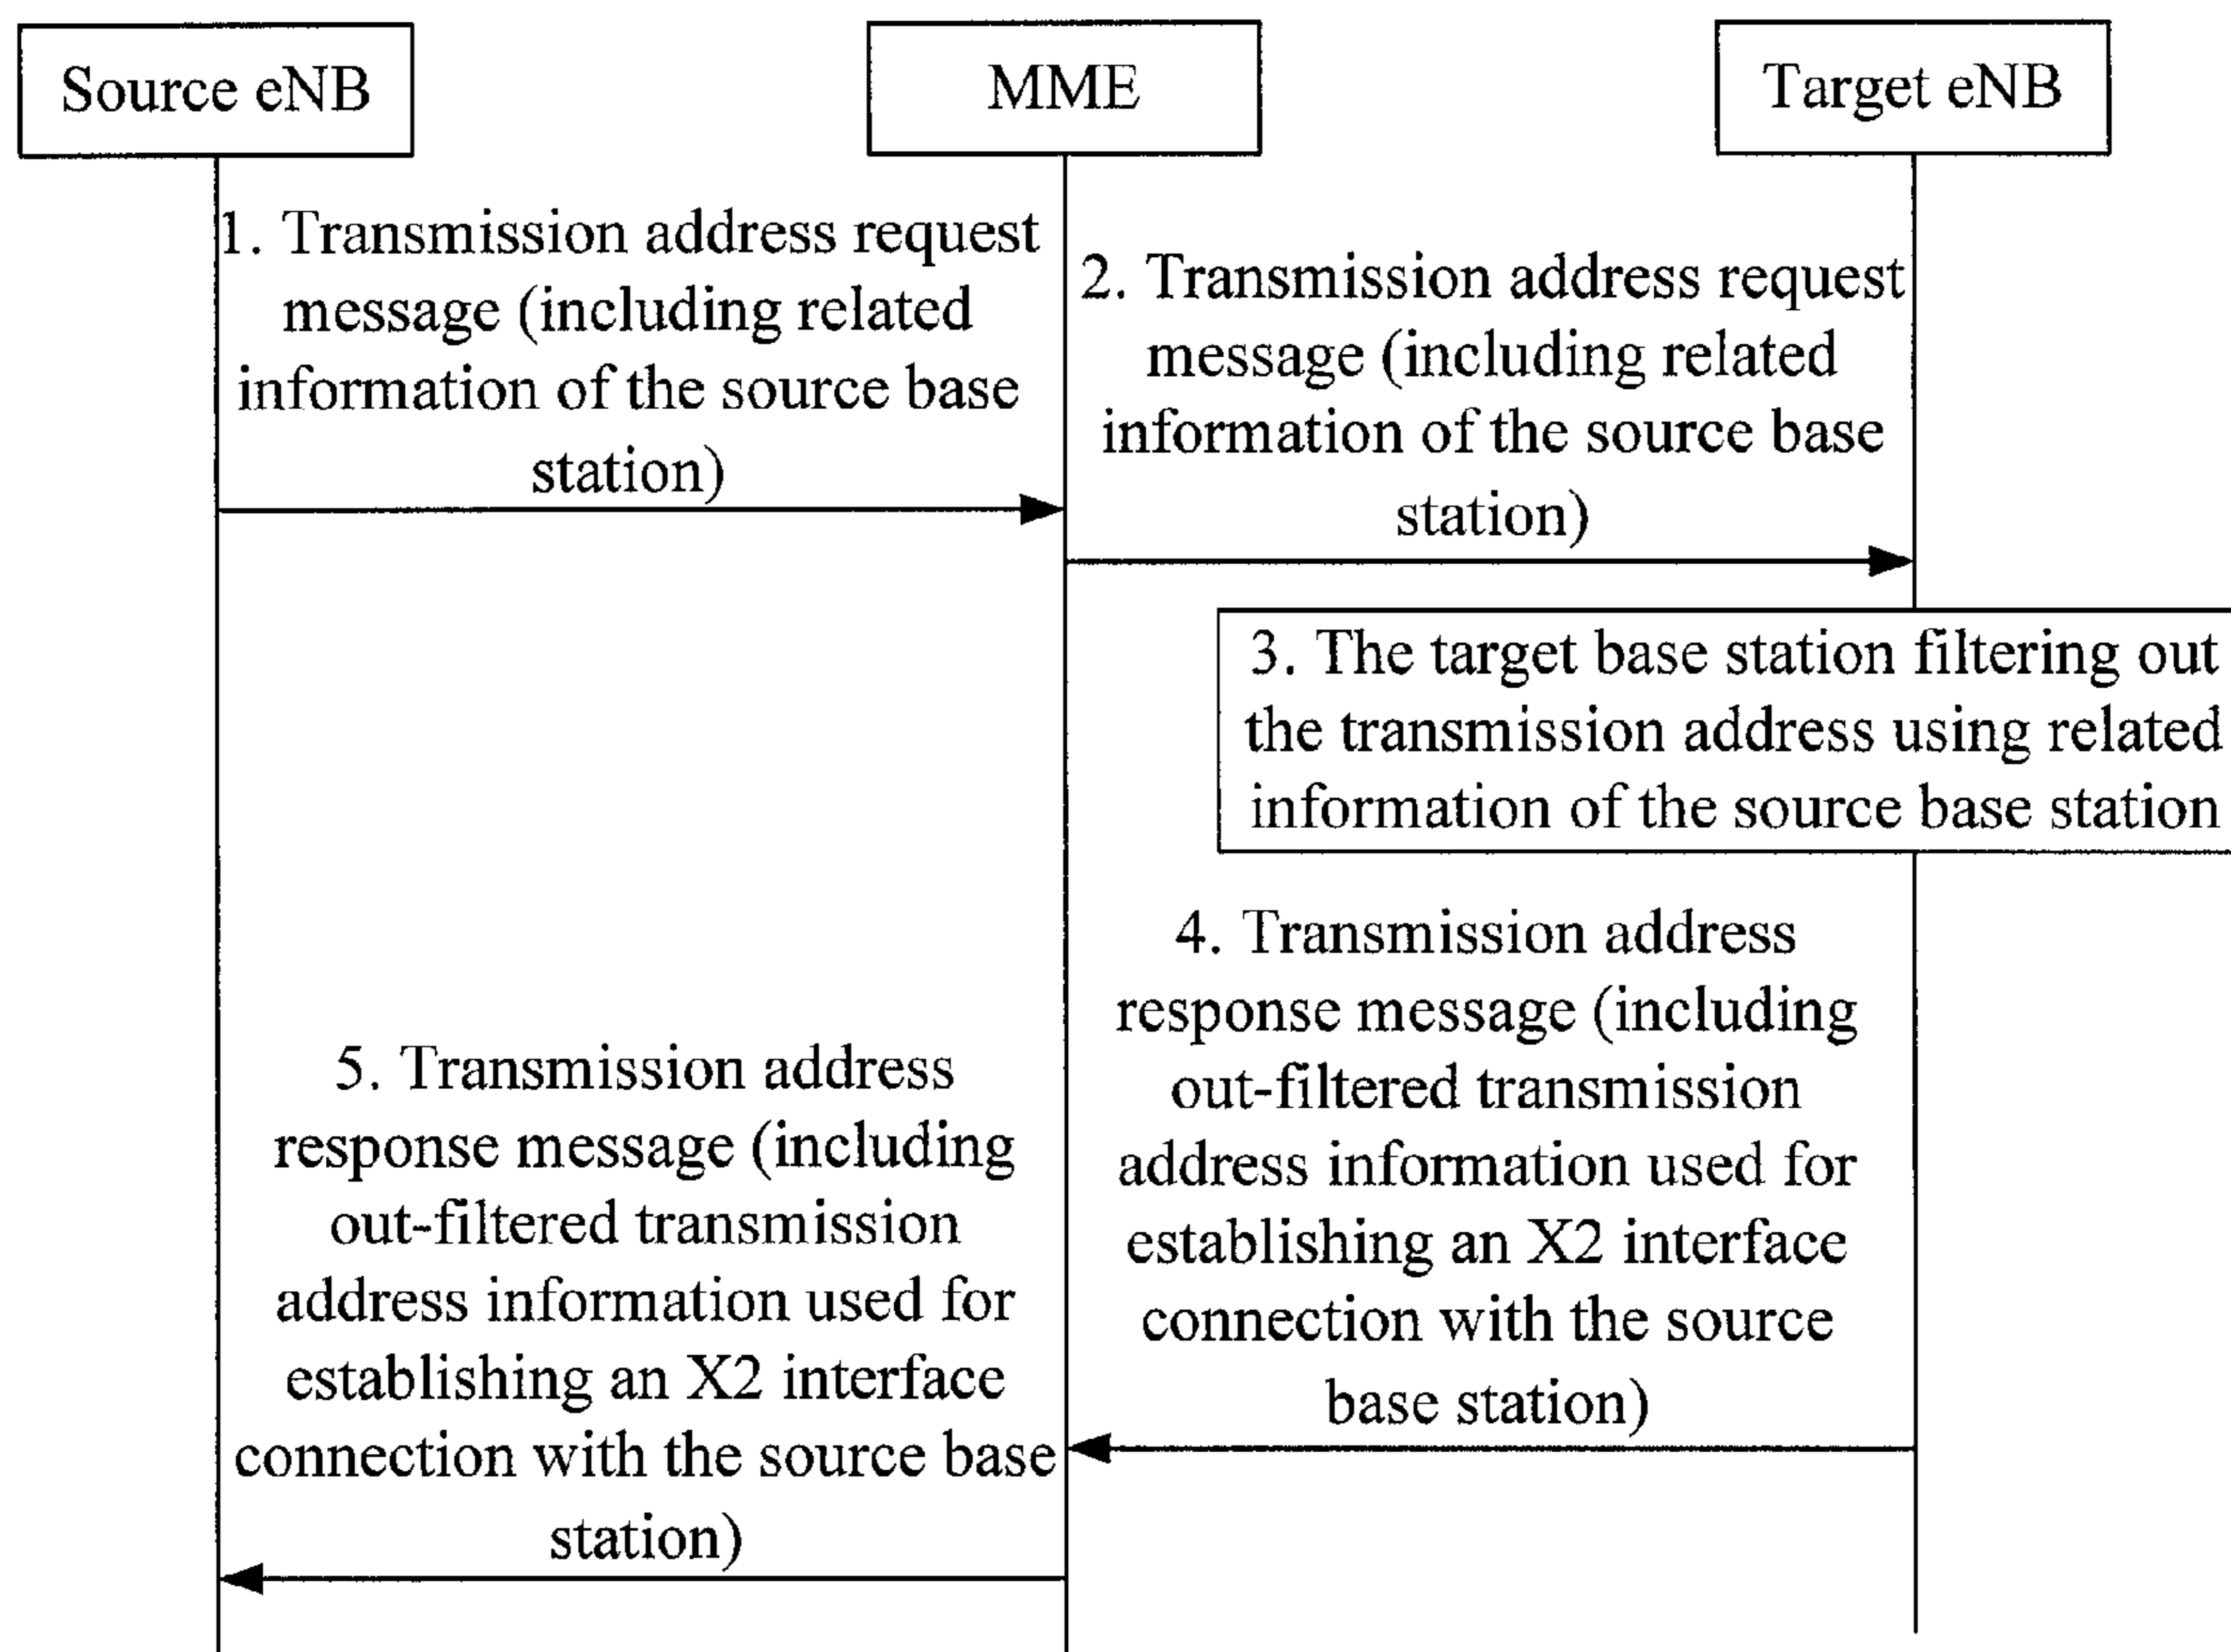 Source eNB
MME
Target eNB
1. Transmission address request
message (including related
information of the source base
station)
2. Transmission address request
message (including related
information of the source base
station)
3. The target base station filtering out
the transmission address using related
information of the source base station
4. Transmission address
response message (including
out-filtered transmission
address information used for
establishing an X2 interface
connection with the source
base station)
5. Transmission address
response message (including
out-filtered transmission
address information used for
establishing an X2 interface
connection with the source base
station)